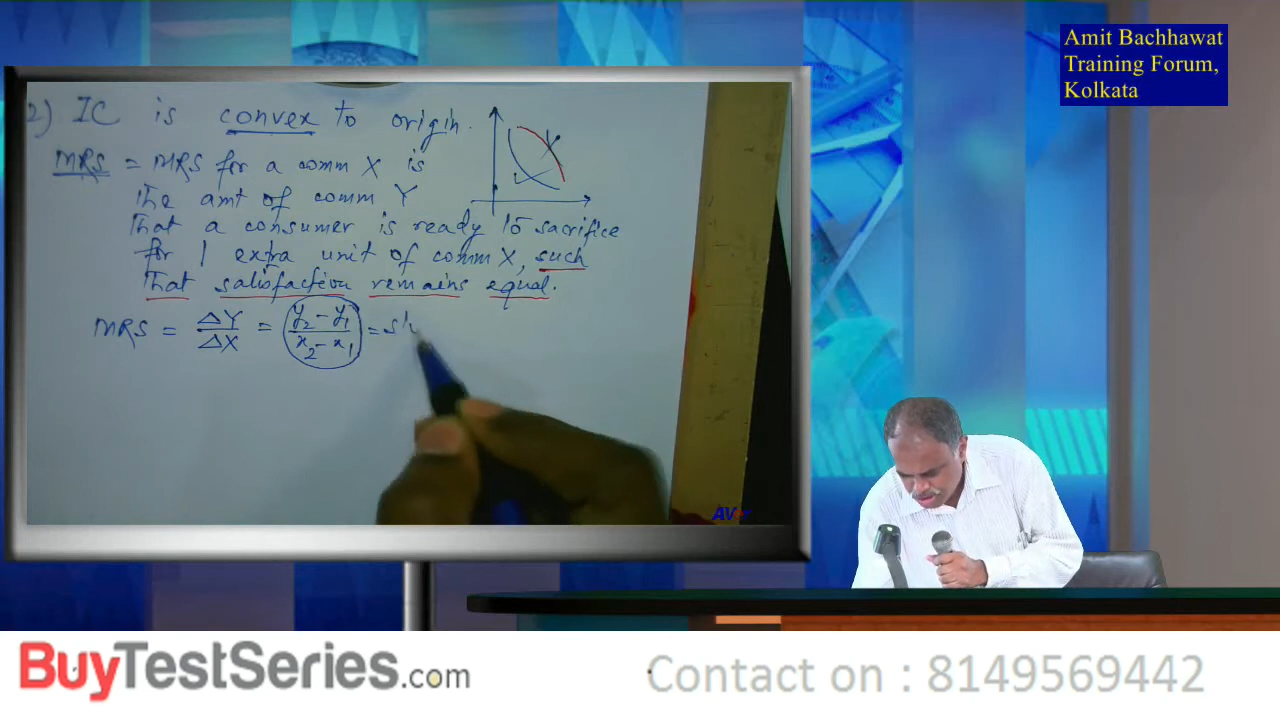 Amit Bachhawat
Training Forum,
Kolkata
2) IC is convex to origin.
MRS = MRS for a comm X is
the amt of comm Y
that a consumer is ready to sacrifice
for 1 extra unit of comm X, such
that satisfaction remains equal.
MRS = ΔY/ΔX = (y₂ - y₁)/(x₂ - x₁) =
BuyTestSeries.com
Contact on : 8149569442